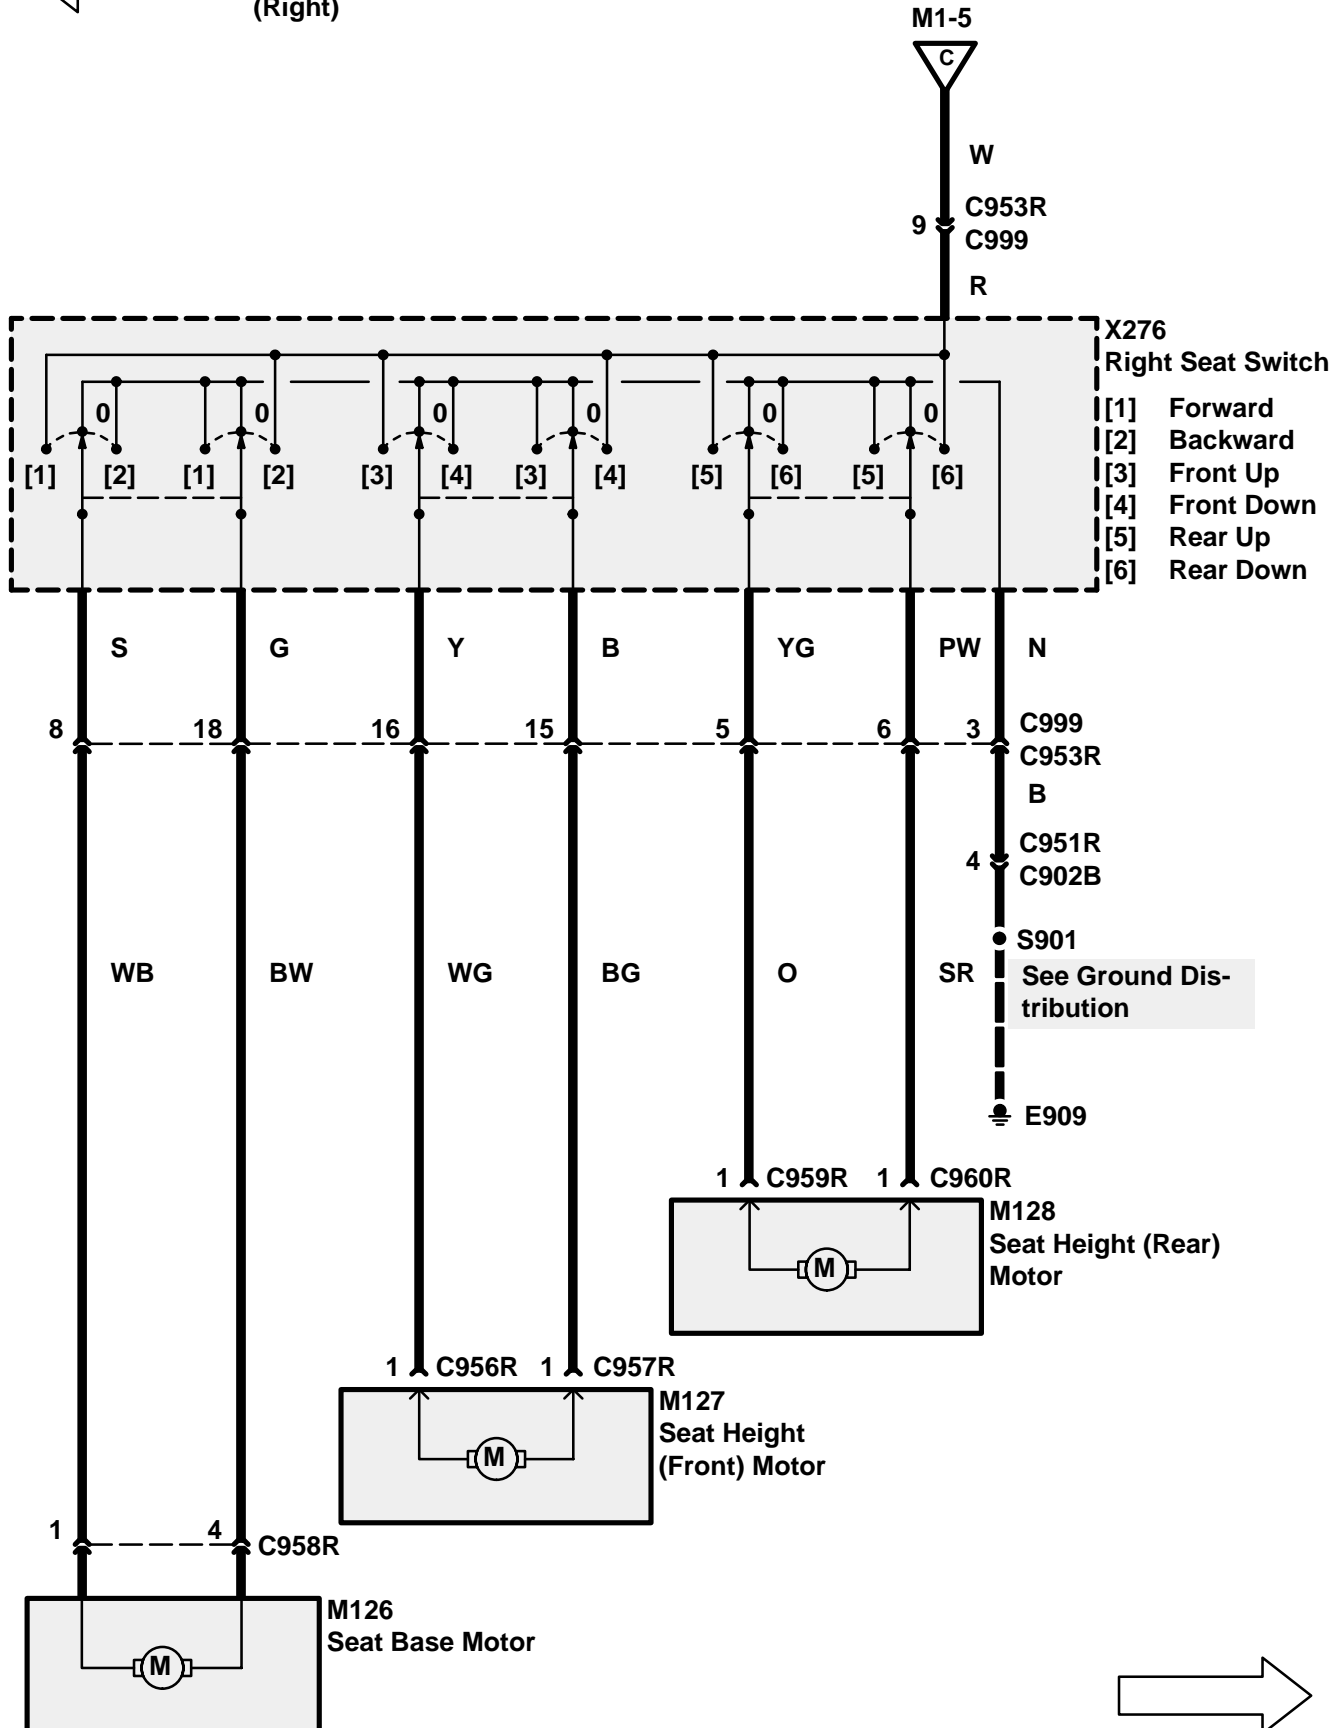 (Right)
M1-5
C
W
9
C953R
C999
R
X276
Right Seat Switch
[1] Forward
[2] Backward
[3] Front Up
[4] Front Down
[5] Rear Up
[6] Rear Down
0 0 0 0 0 0
[1] [2] [1] [2] [3] [4] [3] [4] [5] [6] [5] [6]
S G Y B YG PW N
8 18 16 15 5 6 3 C999
C953R
B
4
C951R
C902B
S901
WB BW WG BG O SR
See Ground Dis-
tribution
E909
1 C959R 1 C960R
M128
Seat Height (Rear)
Motor
M
1 C956R 1 C957R
M127
Seat Height
(Front) Motor
M
1 4 C958R
M126
Seat Base Motor
M